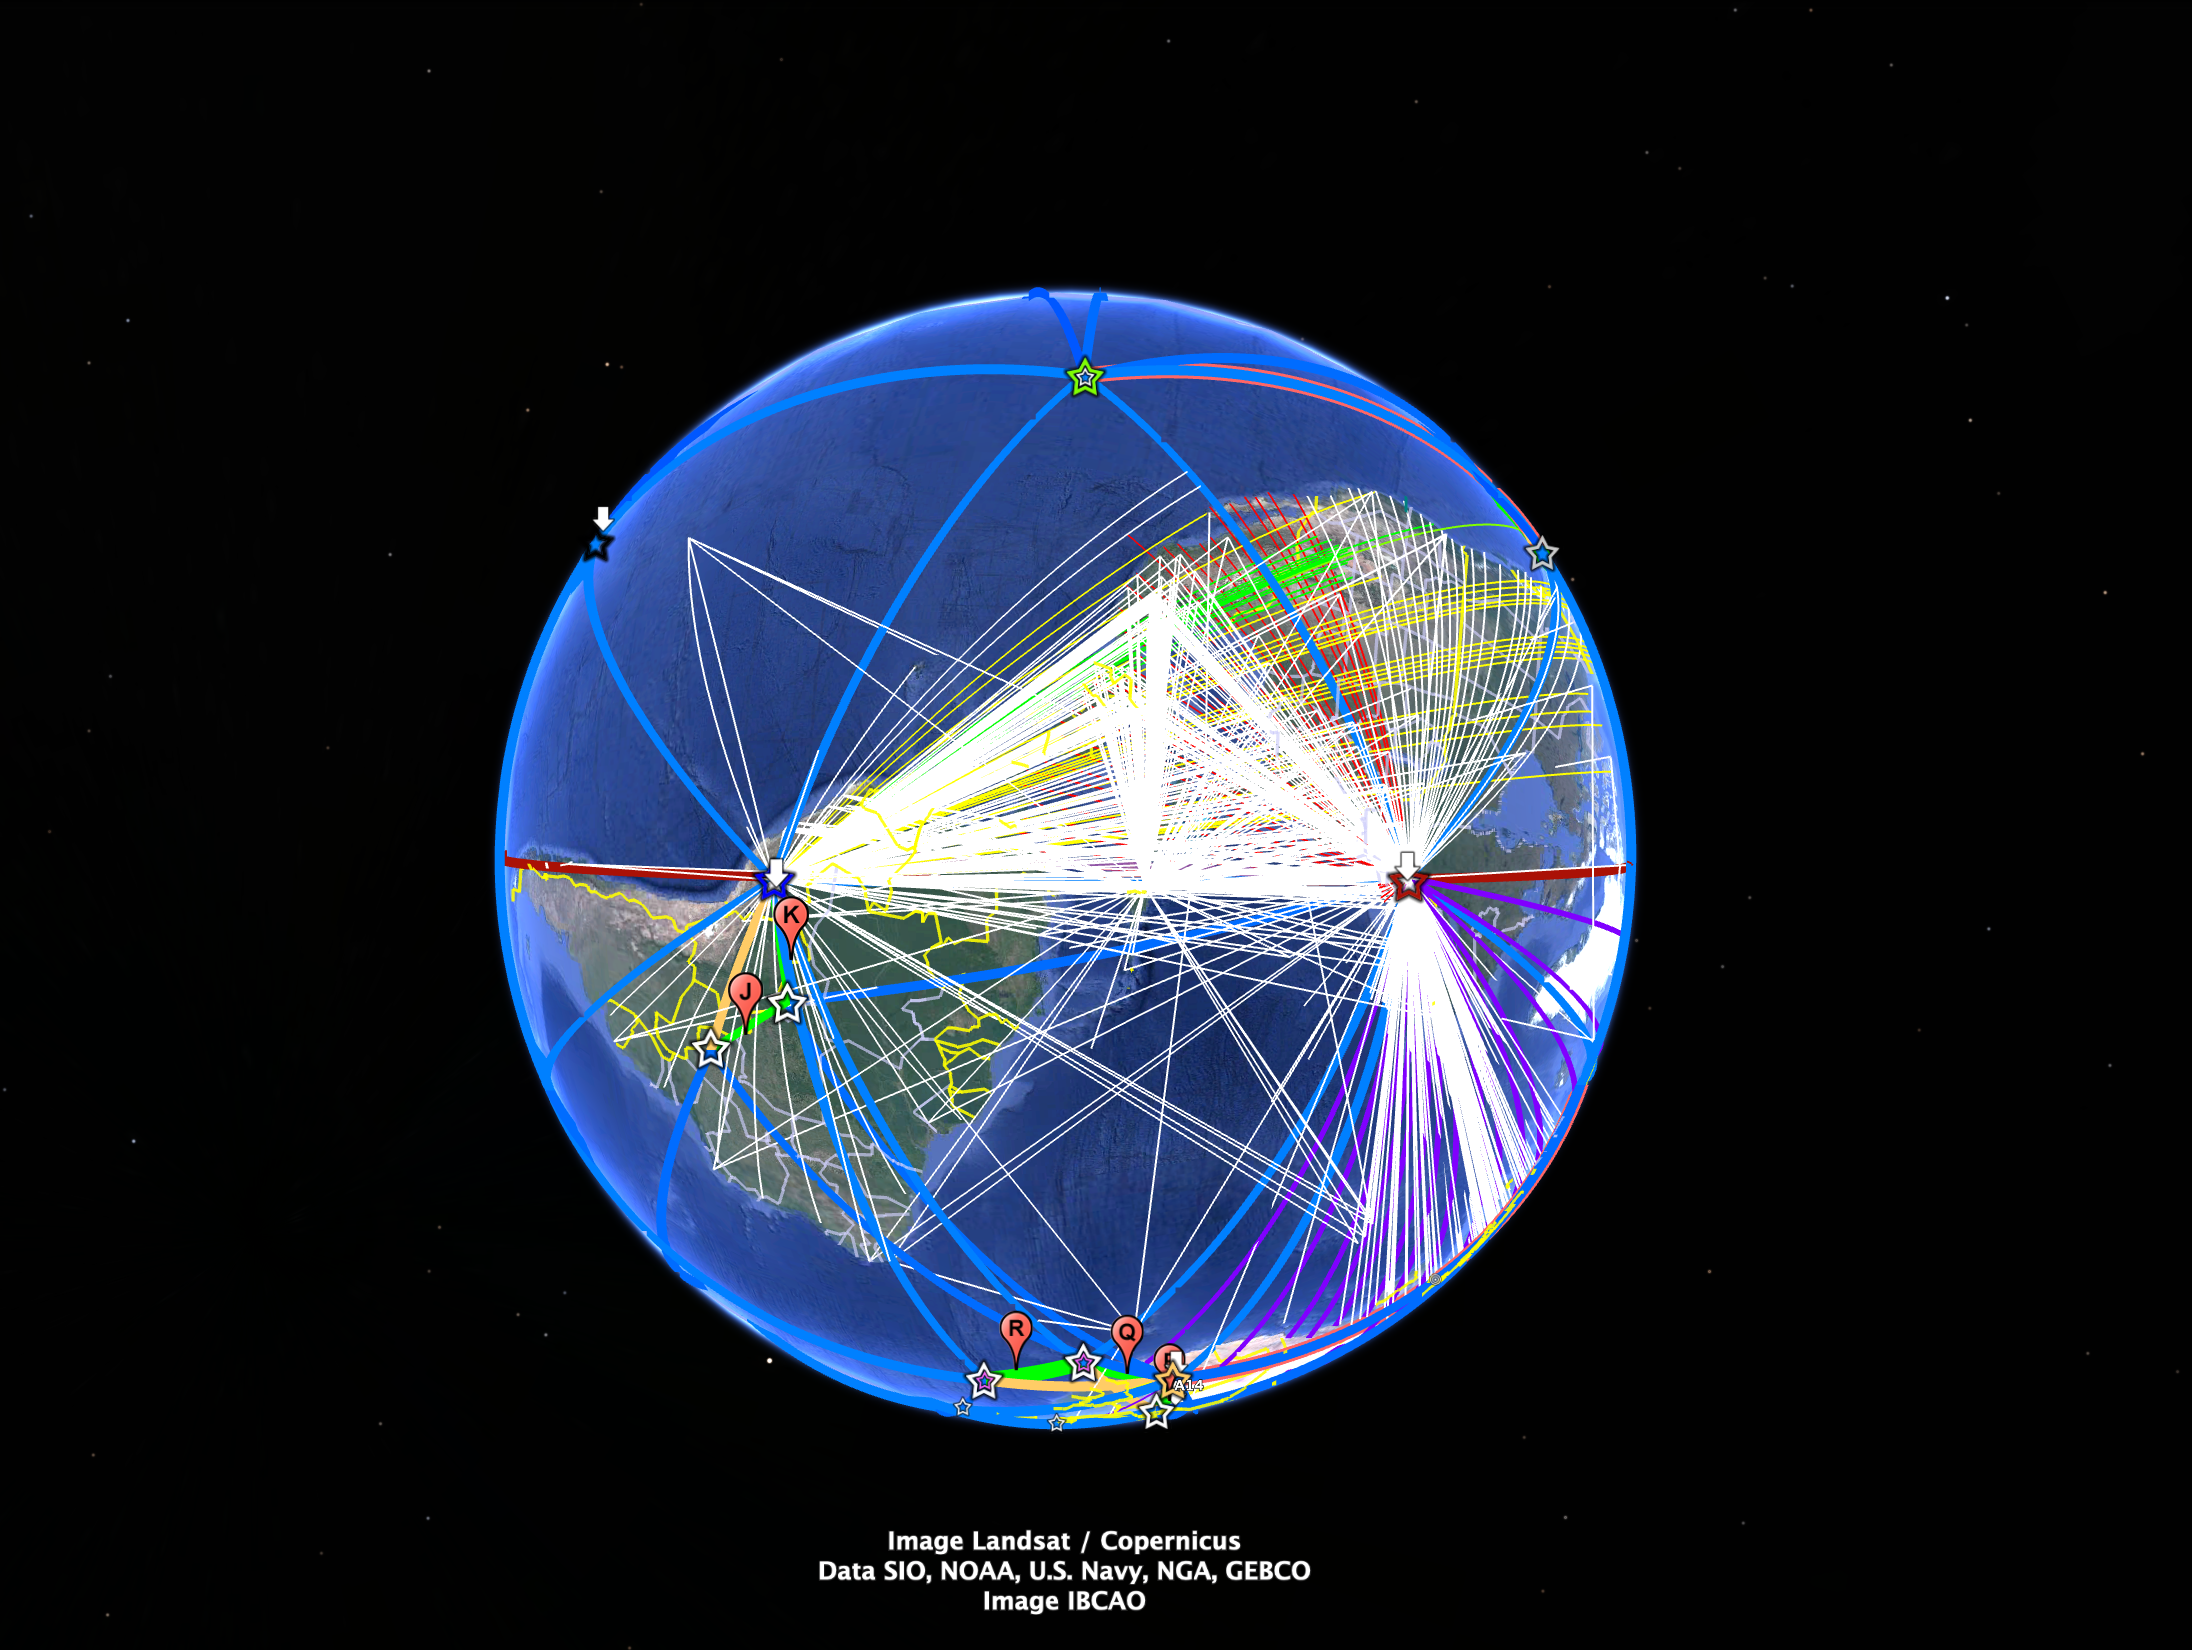 K
J
R
Q
A14
Image Landsat / Copernicus
Data SIO, NOAA, U.S. Navy, NGA, GEBCO
Image IBCAO